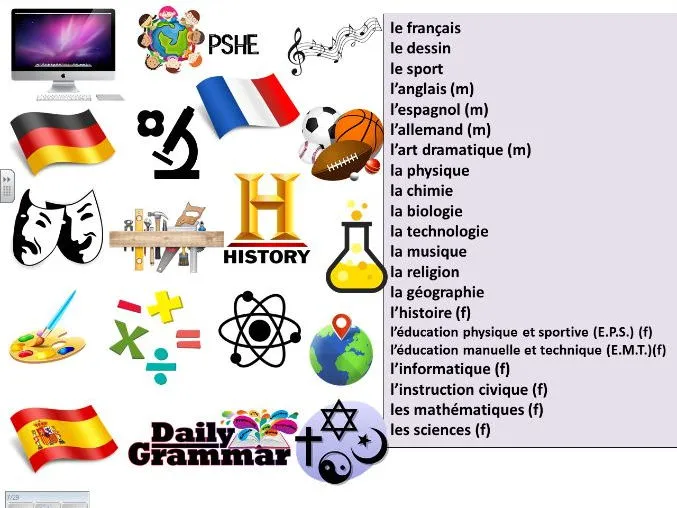 PSHE
HISTORY
Daily
Grammar
le français
le dessin
le sport
l’anglais (m)
l’espagnol (m)
l’allemand (m)
l’art dramatique (m)
la physique
la chimie
la biologie
la technologie
la musique
la religion
la géographie
l’histoire (f)
l’éducation physique et sportive (E.P.S.) (f)
l’éducation manuelle et technique (E.M.T.)(f)
l’informatique (f)
l’instruction civique (f)
les mathématiques (f)
les sciences (f)